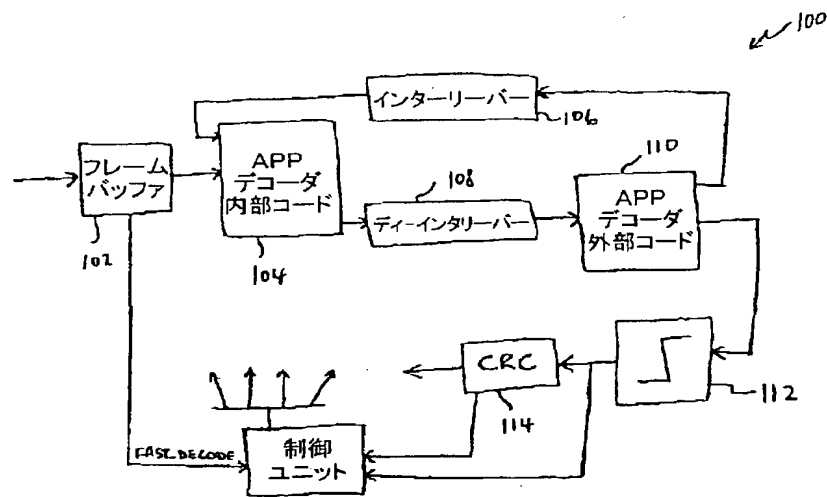 100
インターリーバー
106
フレーム
バッファ
102
APP
デコーダ
内部コード
104
108
ディーインタリーバー
110
APP
デコーダ
外部コード
CRC
114
112
FAST DECODE
制御
ユニット